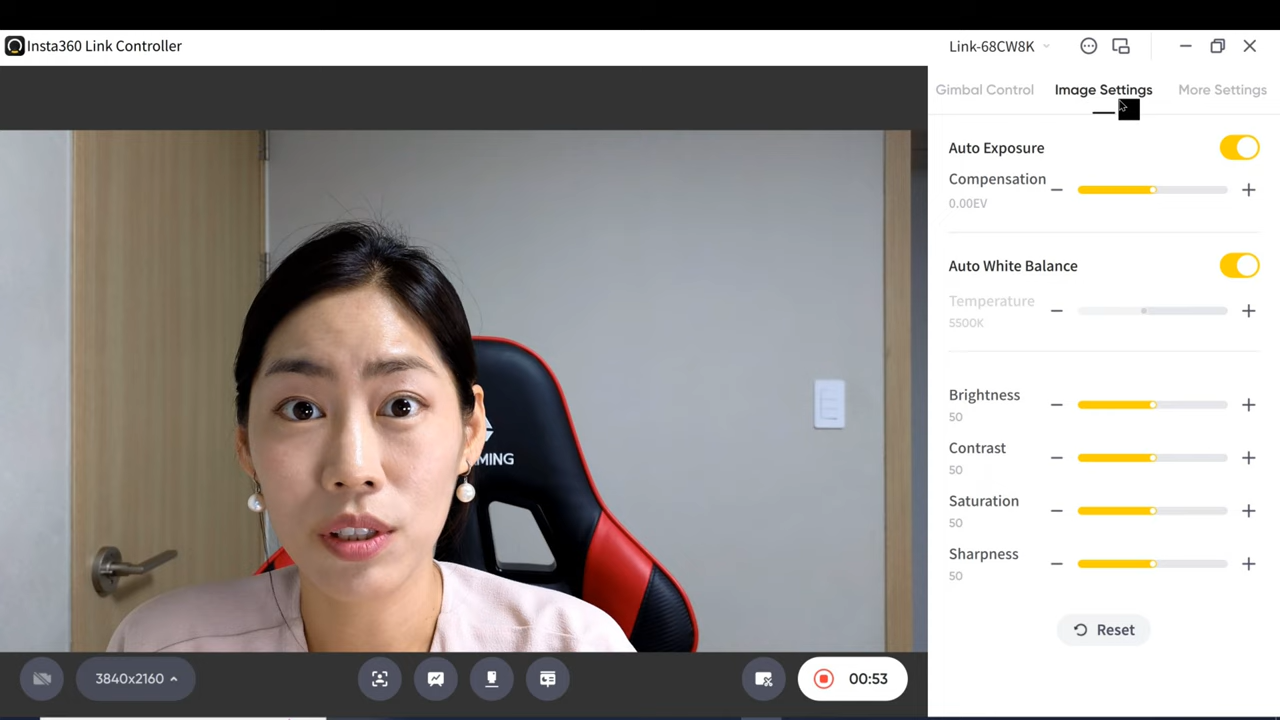 Insta360 Link Controller
Link-68CW8K
Gimbal Control
Image Settings
More Settings
Auto Exposure
Compensation
0.00EV
Auto White Balance
Temperature
5500K
Brightness
50
Contrast
50
Saturation
50
Sharpness
50
Reset
MING
3840x2160
00:53